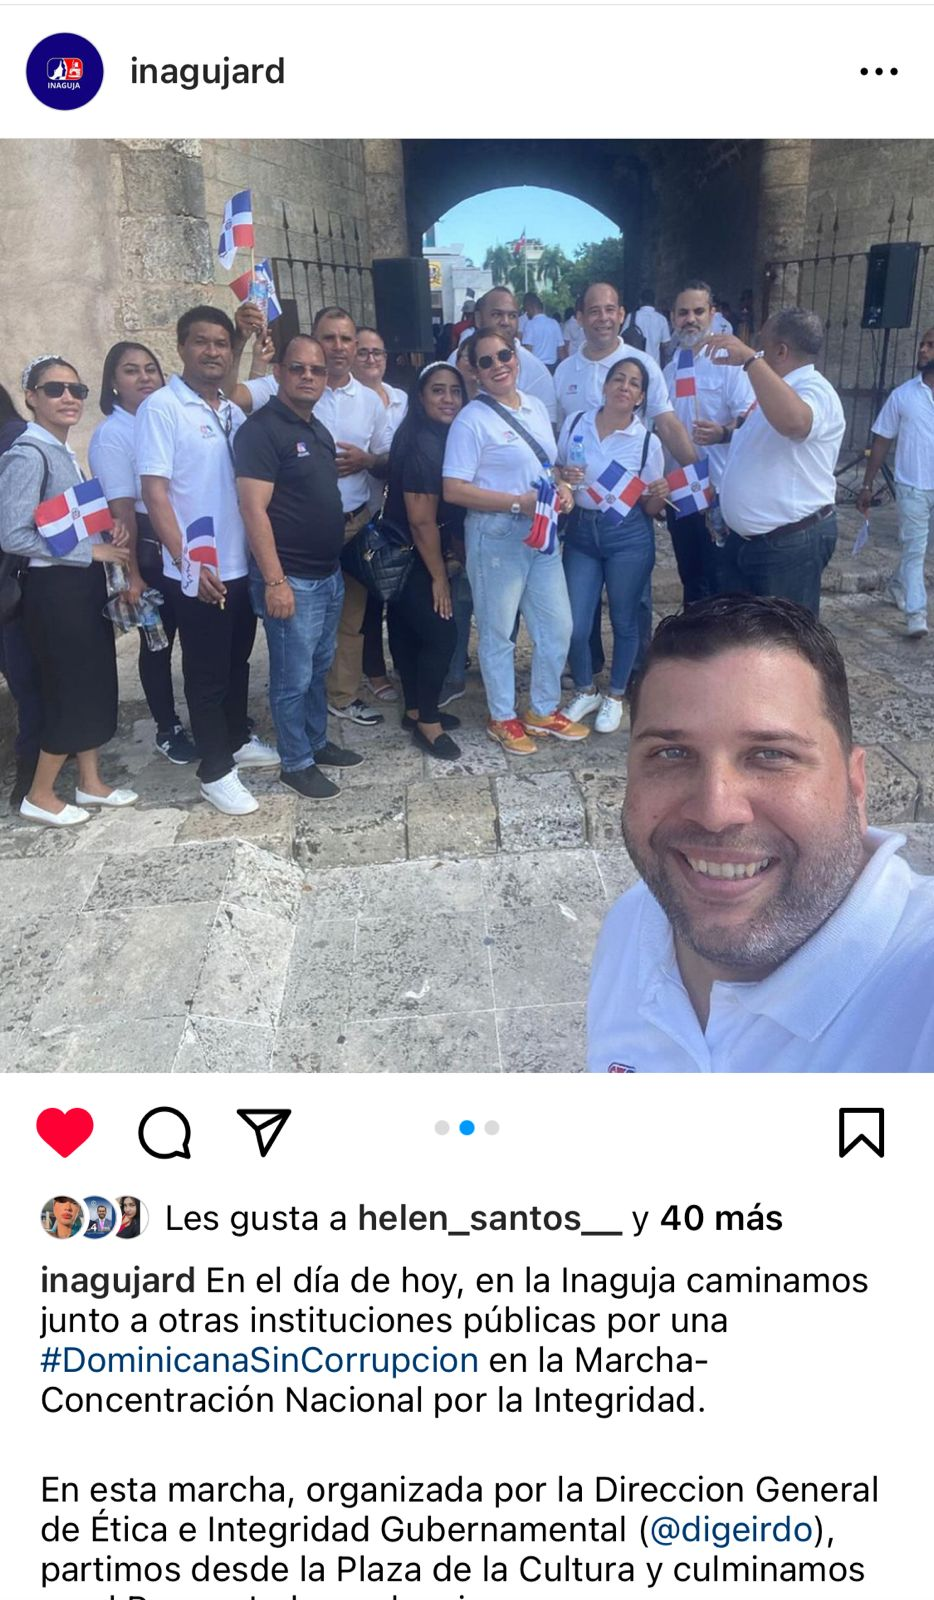 INAGUJA
inagujard
Les gusta a helen_santos__ y 40 más
inagujard En el día de hoy, en la Inaguja caminamos
junto a otras instituciones públicas por una
#DominicanaSinCorrupcion en la Marcha-
Concentración Nacional por la Integridad.
En esta marcha, organizada por la Direccion General
de Ética e Integridad Gubernamental (@digeirdo),
partimos desde la Plaza de la Cultura y culminamos